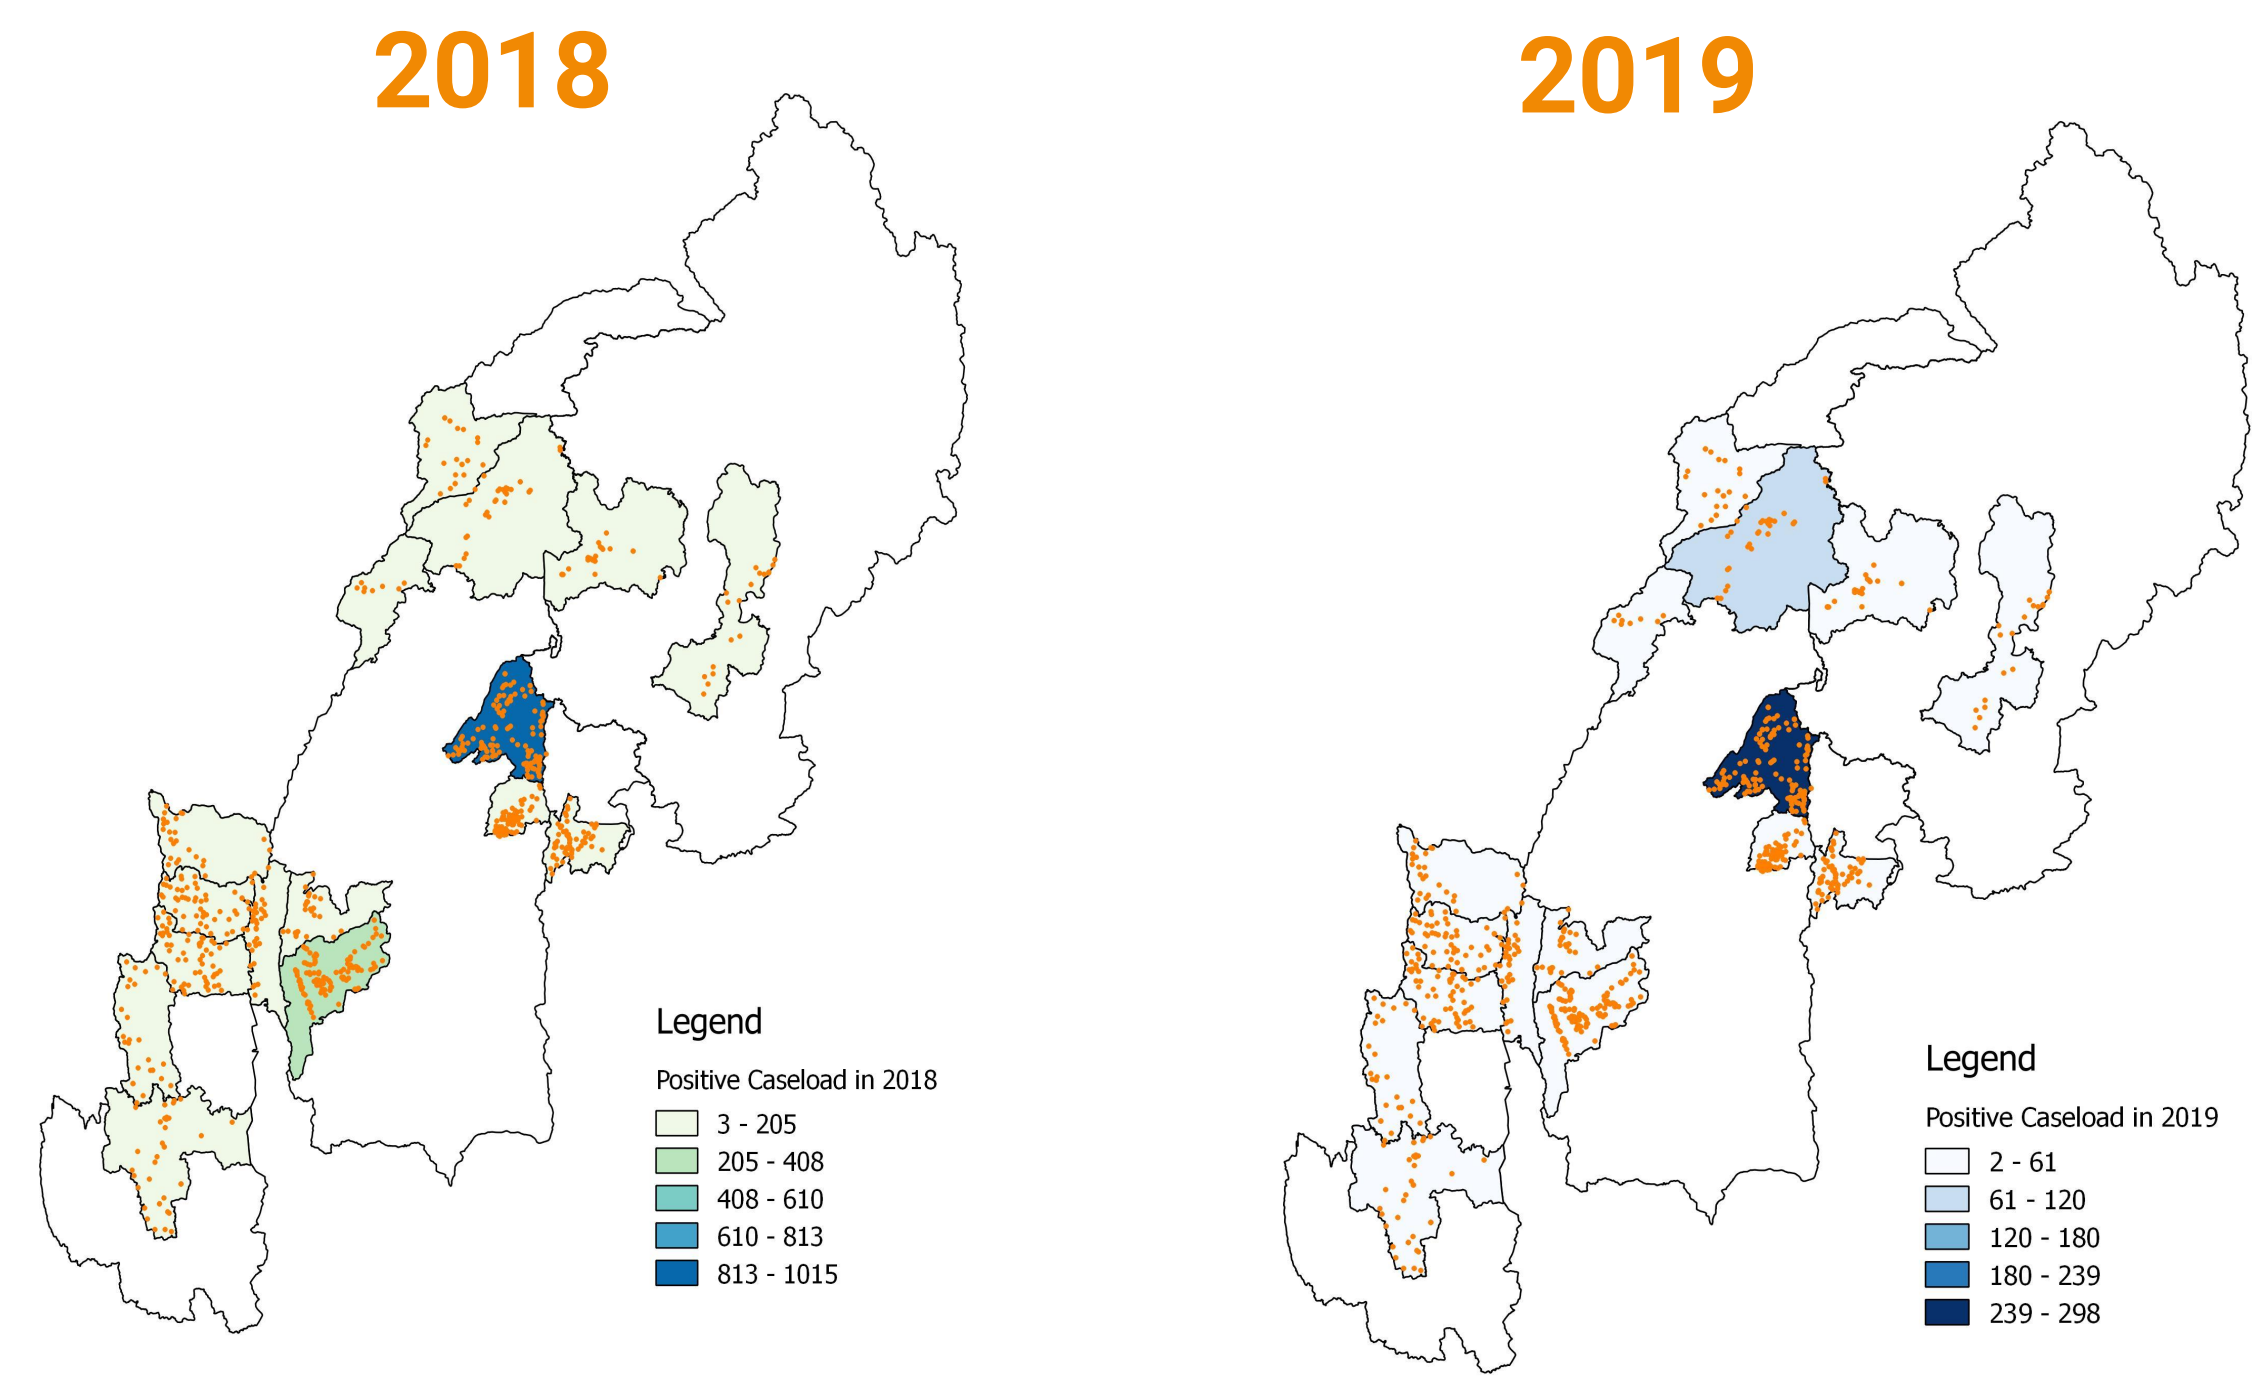 2018
2019
Legend
Positive Caseload in 2018
3 - 205
205 - 408
408 - 610
610 - 813
813 - 1015
Legend
Positive Caseload in 2019
2 - 61
61 - 120
120 - 180
180 - 239
239 - 298